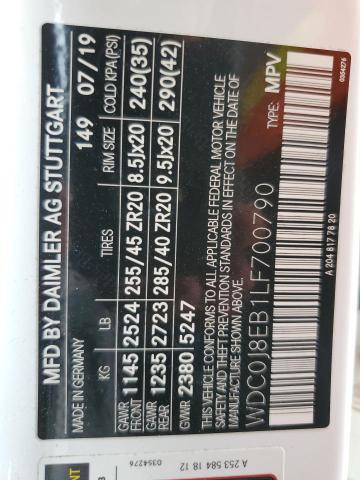 MFD BY DAIMLER AG STUTTGART
MADE IN GERMANY 149 07/19
KG LB TIRES RIM SIZE COLD KPA(PSI)
GAWR FRONT 1145 2524 255/45 ZR20 8.5Jx20 240(35)
GAWR REAR 1235 2723 285/40 ZR20 9.5Jx20 290(42)
GVWR 2380 5247
THIS VEHICLE CONFORMS TO ALL APPLICABLE FEDERAL MOTOR VEHICLE
SAFETY AND THEFT PREVENTION STANDARDS IN EFFECT ON THE DATE OF
MANUFACTURE SHOWN ABOVE.
WDC0J8EB1LF700790 TYPE: MPV
A 204 817 78 20
0354276
A 253 584 18 12
0354276